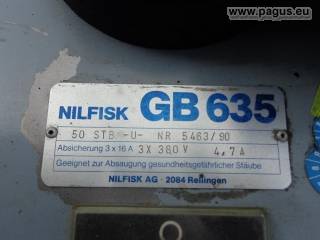 www.pagus.eu
NILFISK GB 635
50 STB -U- NR 5463/90
Absicherung 3 x 16 A 3X 380 V 4,7A
Geeignet zur Absaugung gesundheitsgefährlicher Stäube
NILFISK AG · 2084 Rellingen